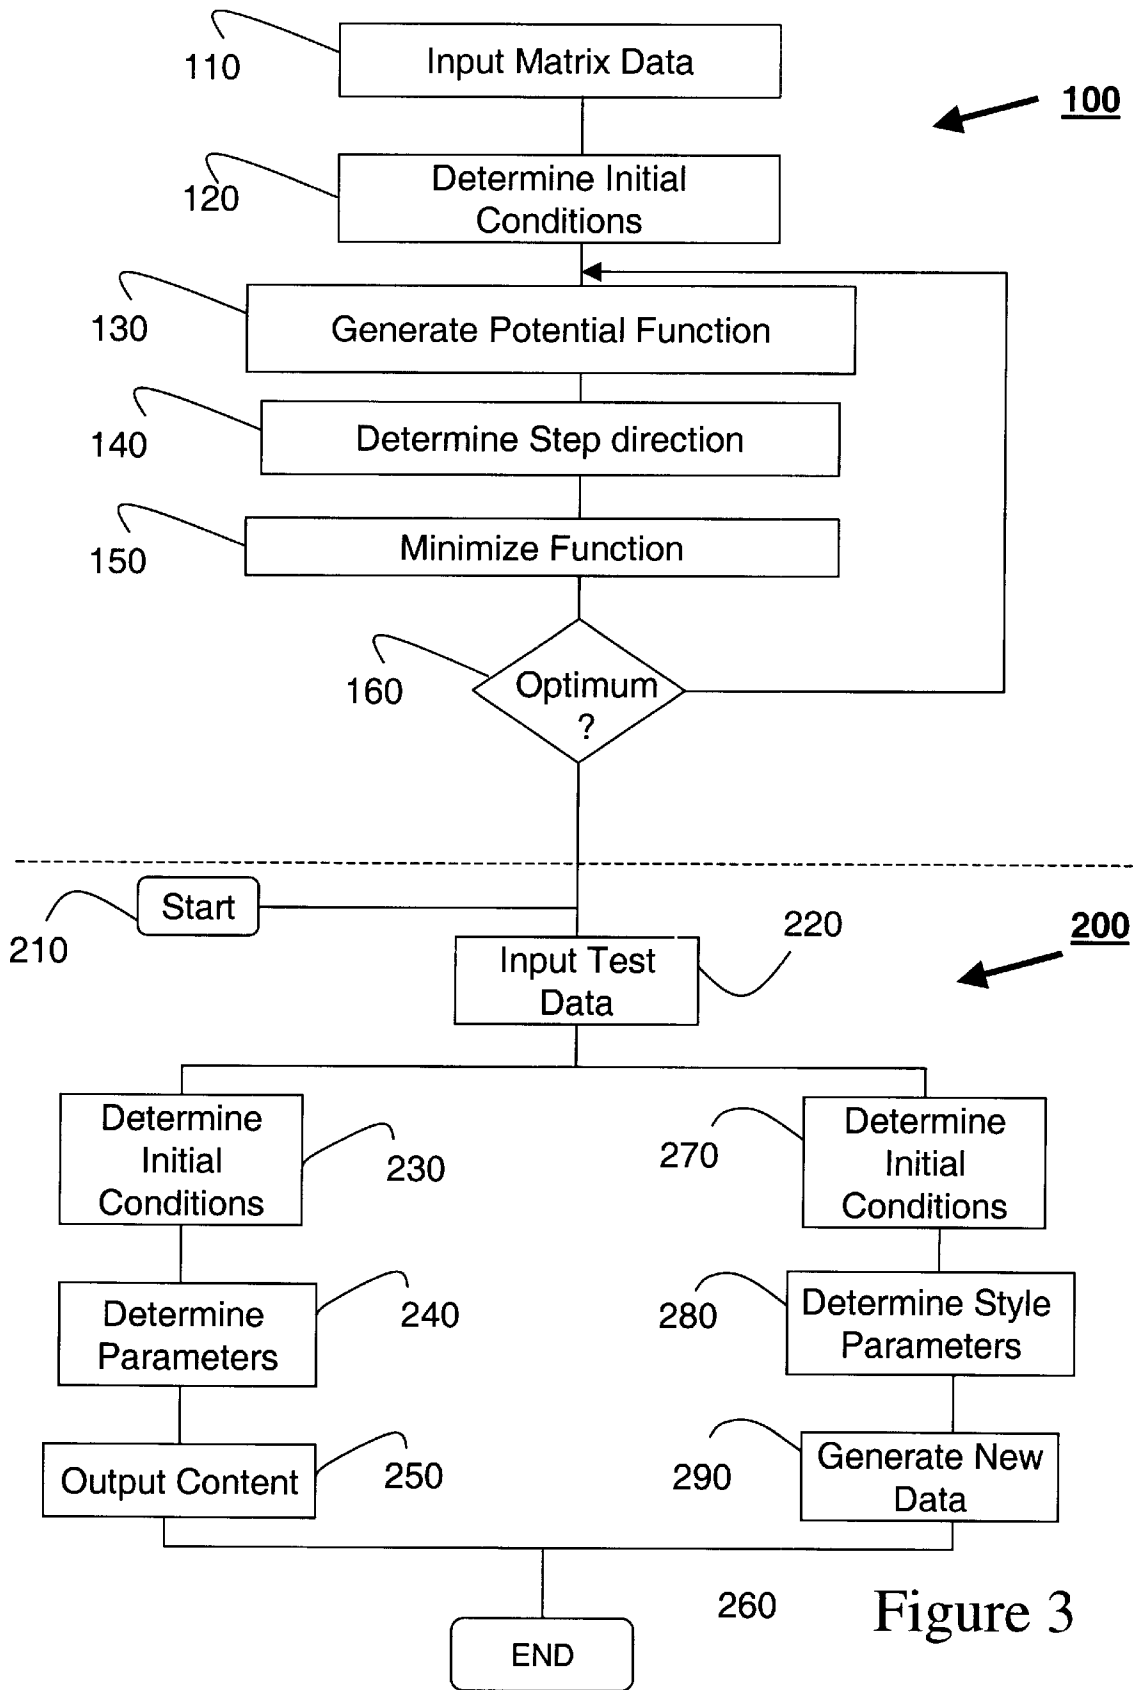 110
Input Matrix Data
100
120
Determine Initial
Conditions
130
Generate Potential Function
140
Determine Step direction
150
Minimize Function
160
Optimum
?
210
Start
220
200
Input Test
Data
Determine
Initial
Conditions
230
270
Determine
Initial
Conditions
Determine
Parameters
240
280
Determine Style
Parameters
Output Content
250
290
Generate New
Data
260
Figure 3
END